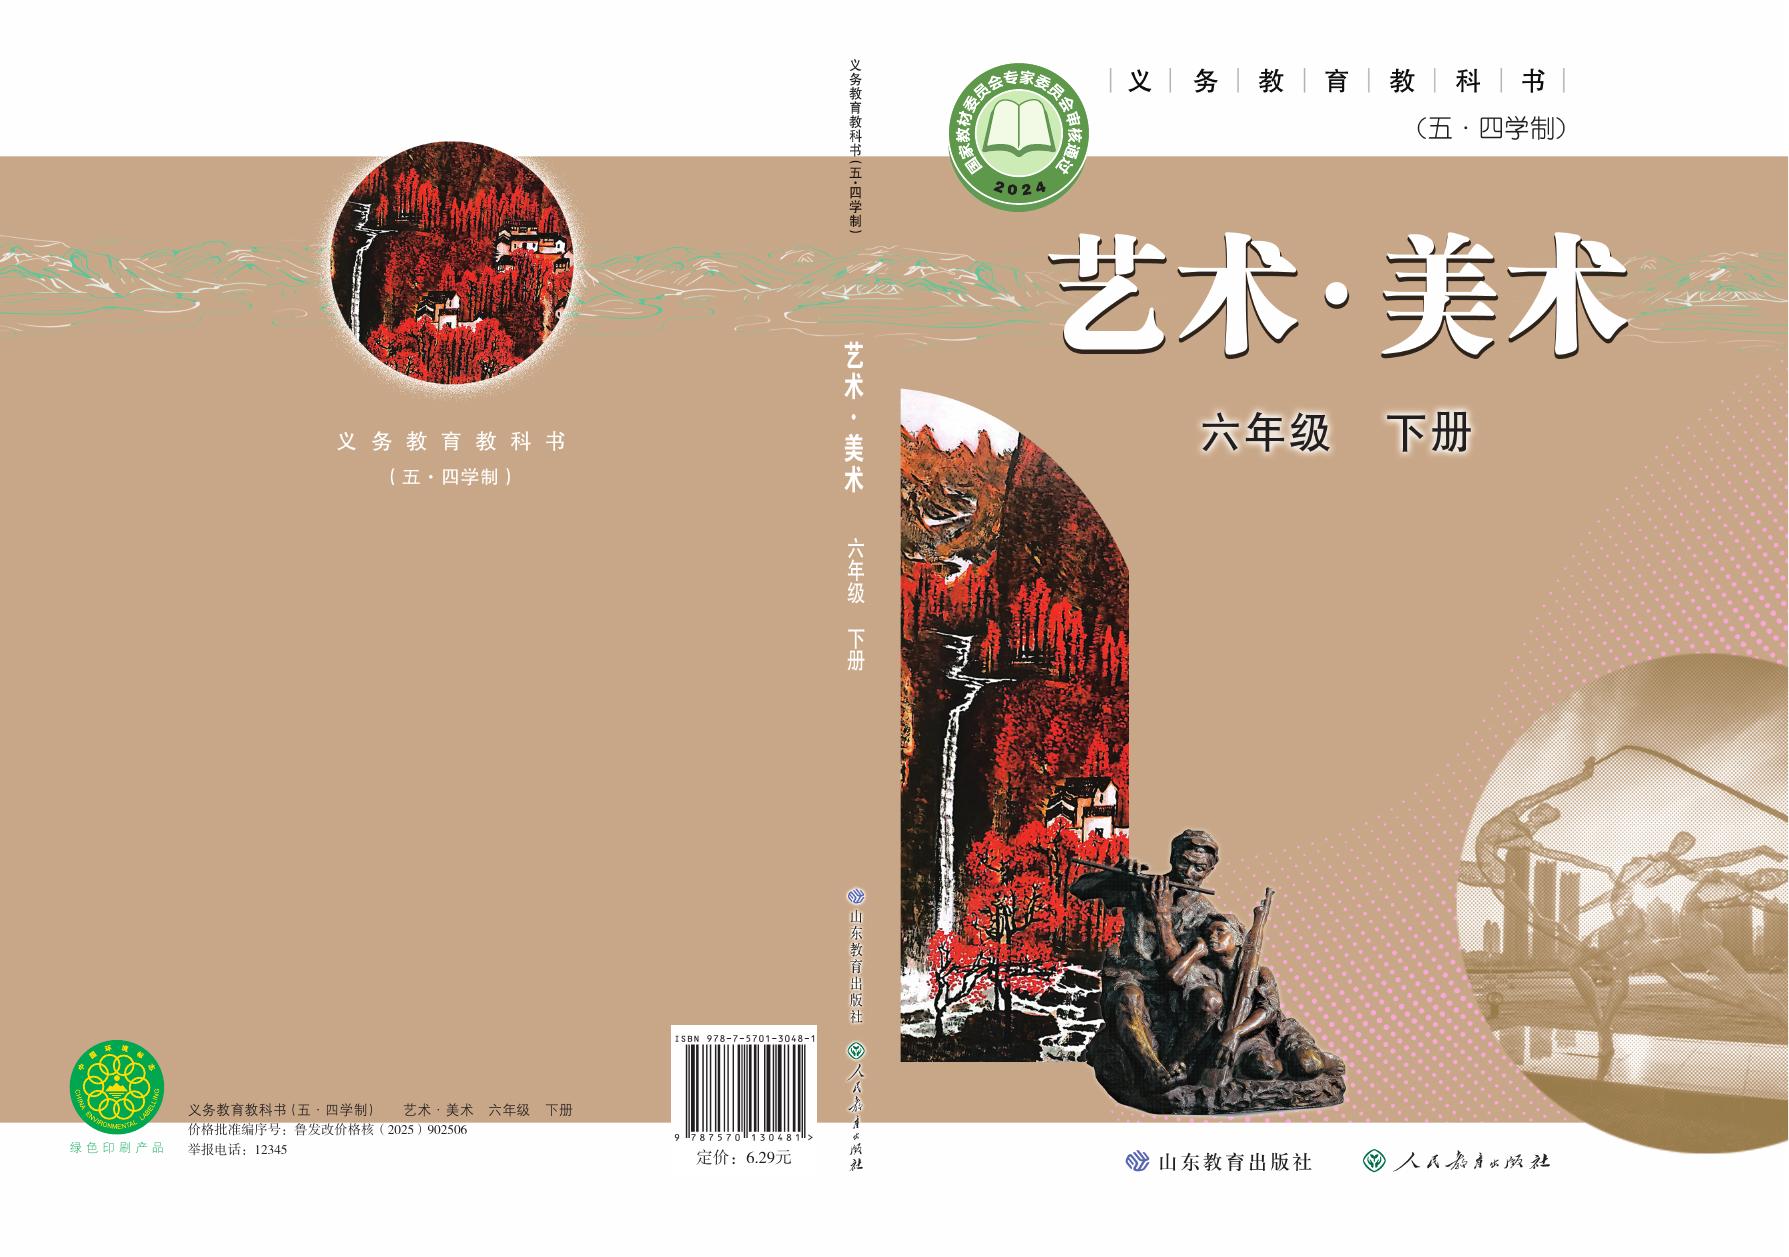 义务教育教科书
（五·四学制）
国家教材委员会专家委员会审核通过
2024
艺术·美术
六年级 下册
山东教育出版社
人民教育出版社
义务教育教科书（五·四学制）
艺术·美术
六年级 下册
山东教育出版社
人民教育出版社
义务教育教科书
（五·四学制）
中国环境标志
CHINA ENVIRONMENTAL LABELLING
绿色印刷产品
义务教育教科书（五·四学制） 艺术·美术 六年级 下册
价格批准编序号：鲁发改价格核（2025）902506
举报电话：12345
ISBN 978-7-5701-3048-1
9 787570 130481 >
定价：6.29元